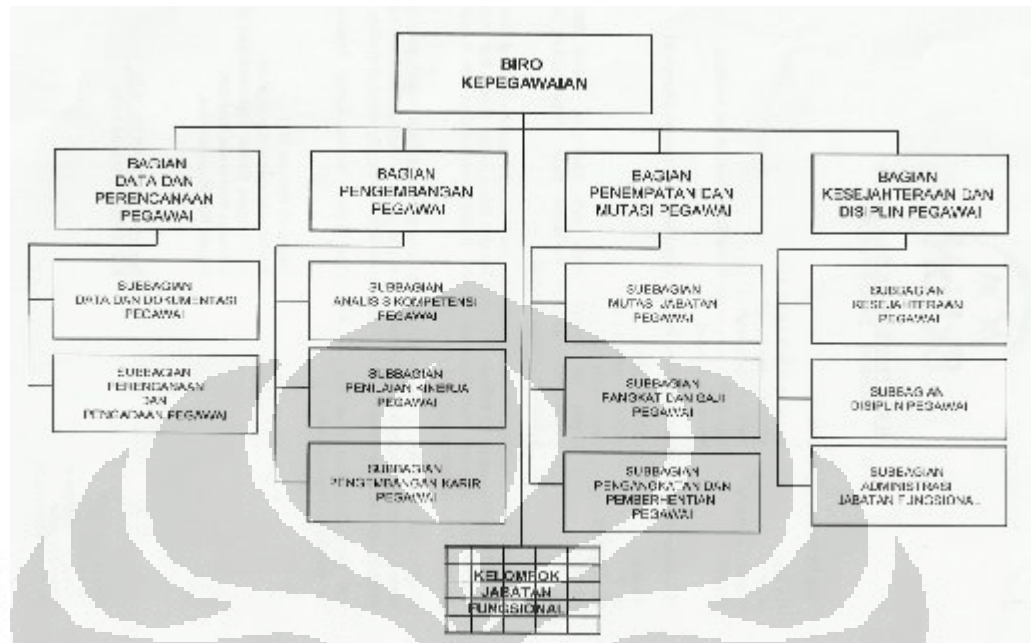 BIRO
KEPEGAWAIAN
BAGIAN
DATA DAN
PERENCANAAN
PEGAWAI
BAGIAN
PENGEMBANGAN
PEGAWAI
BAGIAN
PENEMPATAN DAN
MUTASI PEGAWAI
BAGIAN
KESEJAHTERAAN DAN
DISIPLIN PEGAWAI
SUBBAGIAN
DATA DAN DOKUMENTASI
PEGAWAI
SUBBAGIAN
PERENCANAAN
DAN
PENGADAAN PEGAWAI
SUBBAGIAN
ANALISIS KOMPETENSI
PEGAWAI
SUBBAGIAN
PENILAIAN KINERJA
PEGAWAI
SUBBAGIAN
PENGEMBANGAN KARIR
PEGAWAI
SUBBAGIAN
MUTASI JABATAN
PEGAWAI
SUBBAGIAN
PANGKAT DAN GAJI
PEGAWAI
SUBBAGIAN
PENGANGKATAN DAN
PEMBERHENTIAN
PEGAWAI
SUBBAGIAN
KESEJAHTERAAN
PEGAWAI
SUBBAGIAN
DISIPLIN PEGAWAI
SUBBAGIAN
ADMINISTRASI
JABATAN FUNGSIONAL
KELOMPOK
JABATAN
FUNGSIONAL